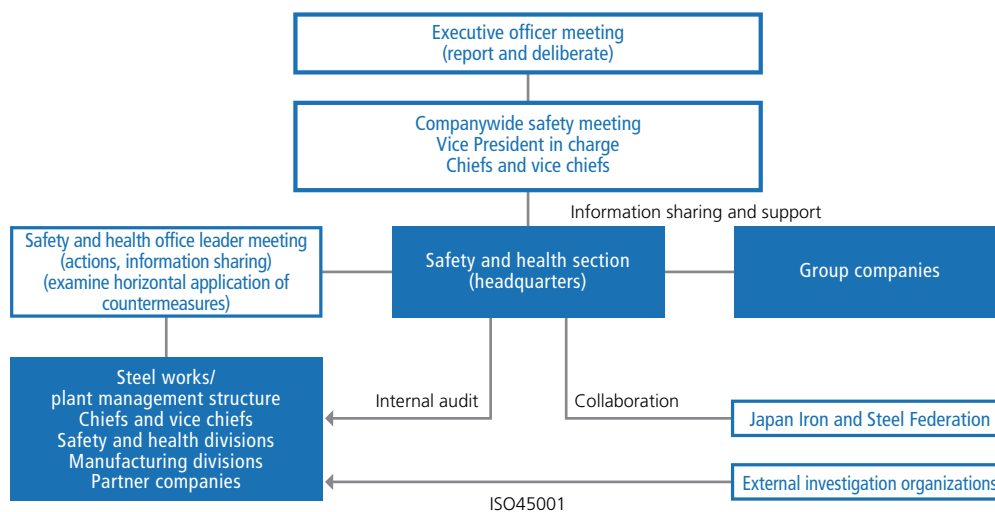 Executive officer meeting
(report and deliberate)
Companywide safety meeting
Vice President in charge
Chiefs and vice chiefs
Information sharing and support
Safety and health office leader meeting
(actions, information sharing)
(examine horizontal application of
countermeasures)
Safety and health section
(headquarters)
Group companies
Steel works/
plant management structure
Chiefs and vice chiefs
Safety and health divisions
Manufacturing divisions
Partner companies
Internal audit
Collaboration
Japan Iron and Steel Federation
External investigation organizations
ISO45001